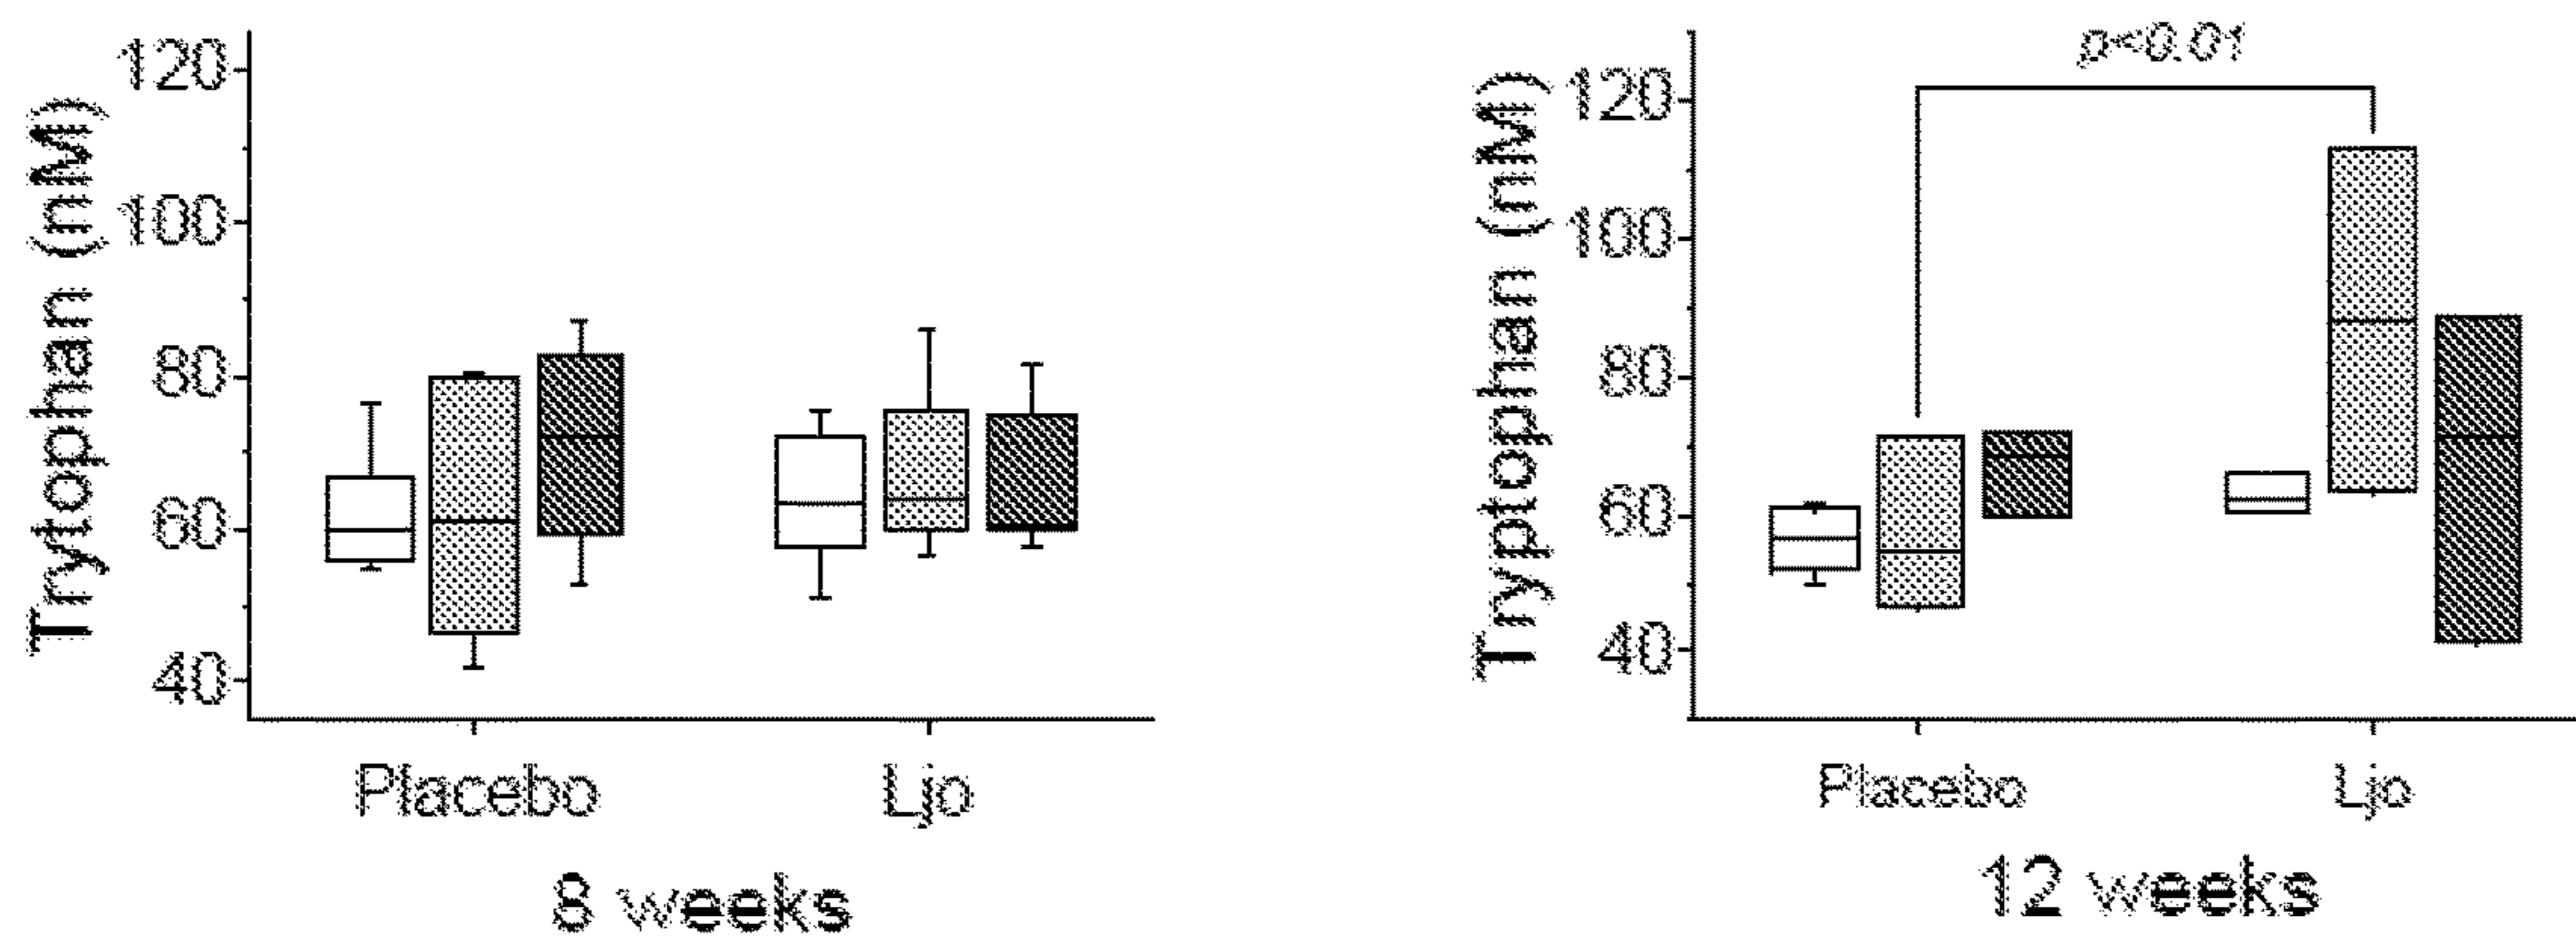 Trytophan (nM)
120
100
80
60
40
Placebo
Ljo
8 weeks
Tryptophan (nM)
120
100
80
60
40
p<0.01
Placebo
Ljo
12 weeks